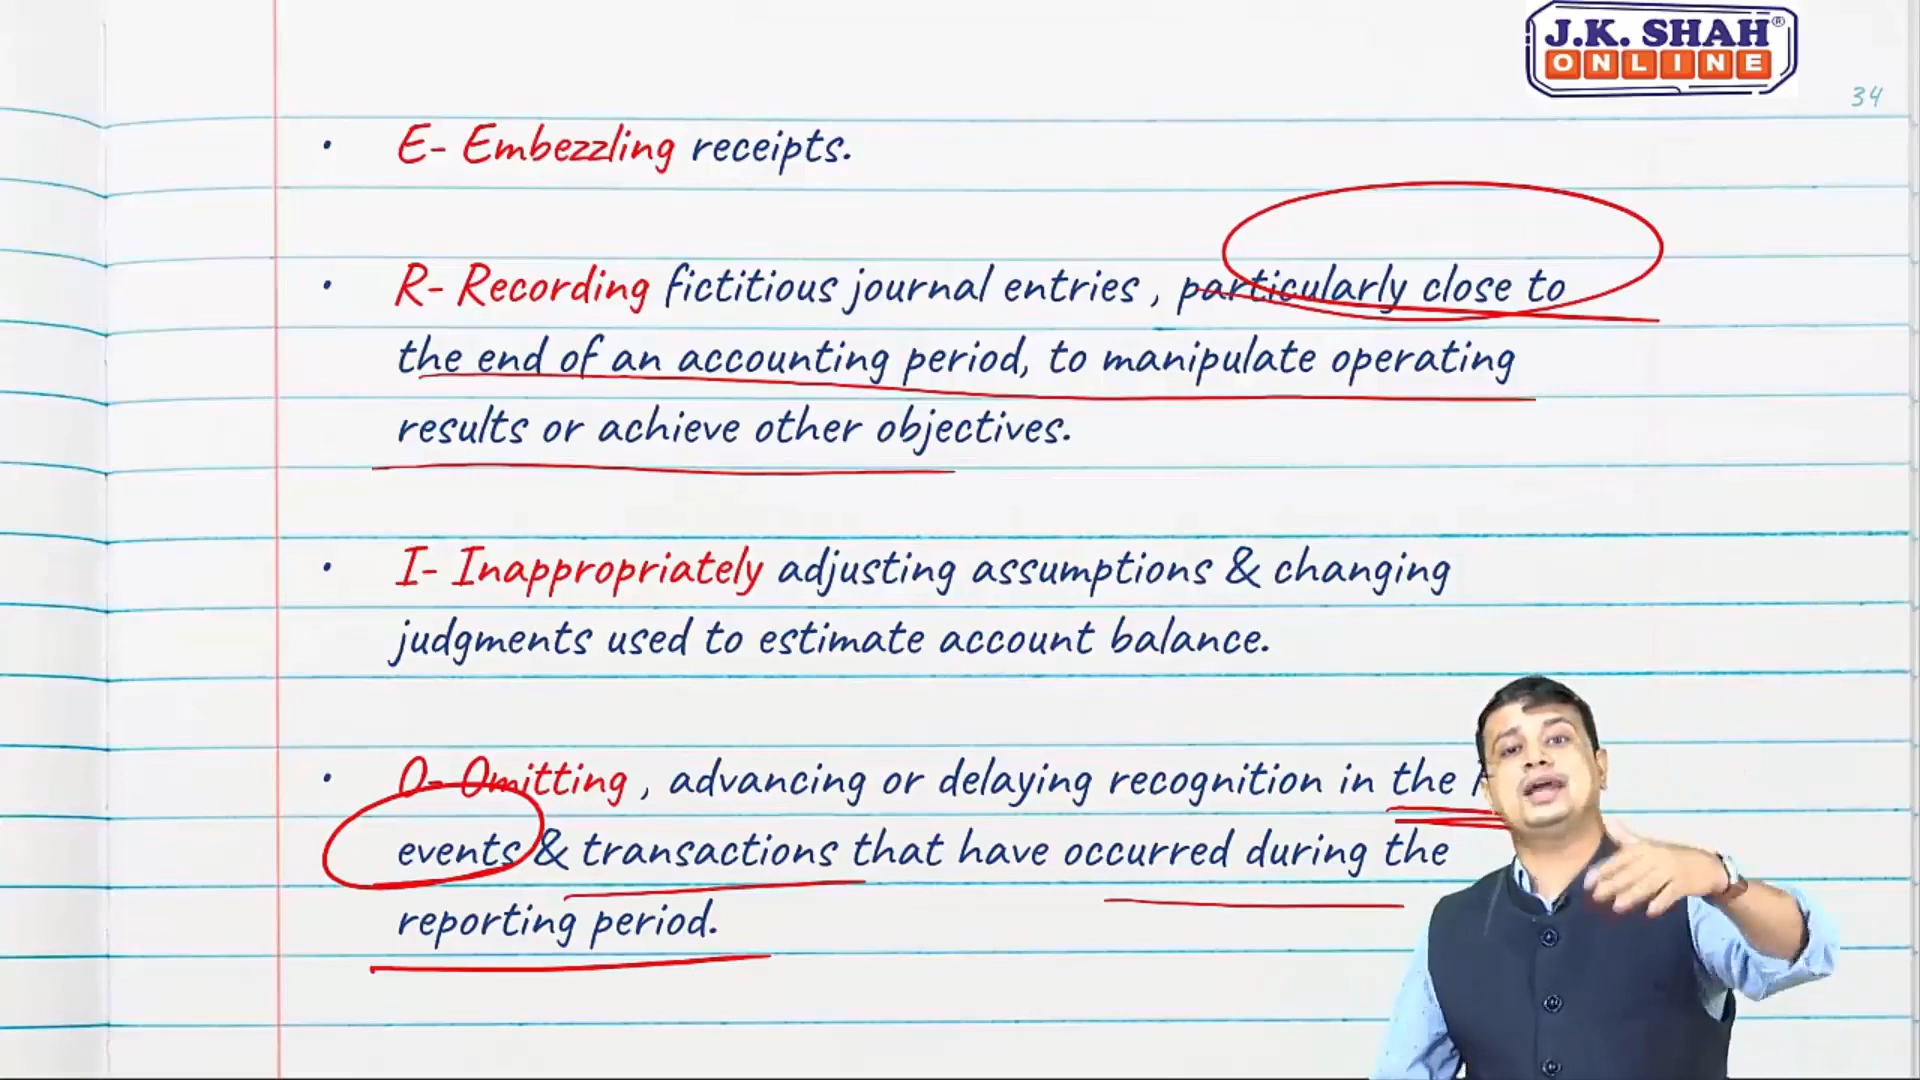 J.K. SHAH®
ONLINE
34
• E- Embezzling receipts.
• R- Recording fictitious journal entries , particularly close to
the end of an accounting period, to manipulate operating
results or achieve other objectives.
• I- Inappropriately adjusting assumptions & changing
judgments used to estimate account balance.
• O- Omitting , advancing or delaying recognition in the
events & transactions that have occurred during the
reporting period.